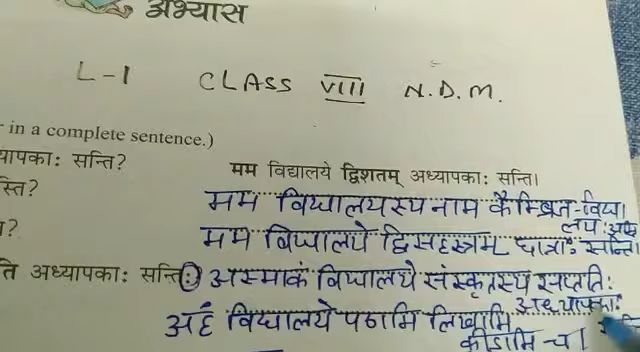 अभ्यास
L-1 CLASS VIII N.D.M.
in a complete sentence.)
यापका: सन्ति? मम विद्यालये द्विशतम् अध्यापका: सन्ति।
स्ति? मम विद्यालयस्य नाम कैम्ब्रिज-विद्या
लय: अस्
? मम विद्यालये द्विसहस्त्रम् छात्रा: सन्ति।
ति अध्यापका: सन्ति: अस्माकं विद्यालये संस्कृतस्य सप्तति:
अध्यापका:
अहं विद्यालये पठामि लिखामि
क्रीडामि च।